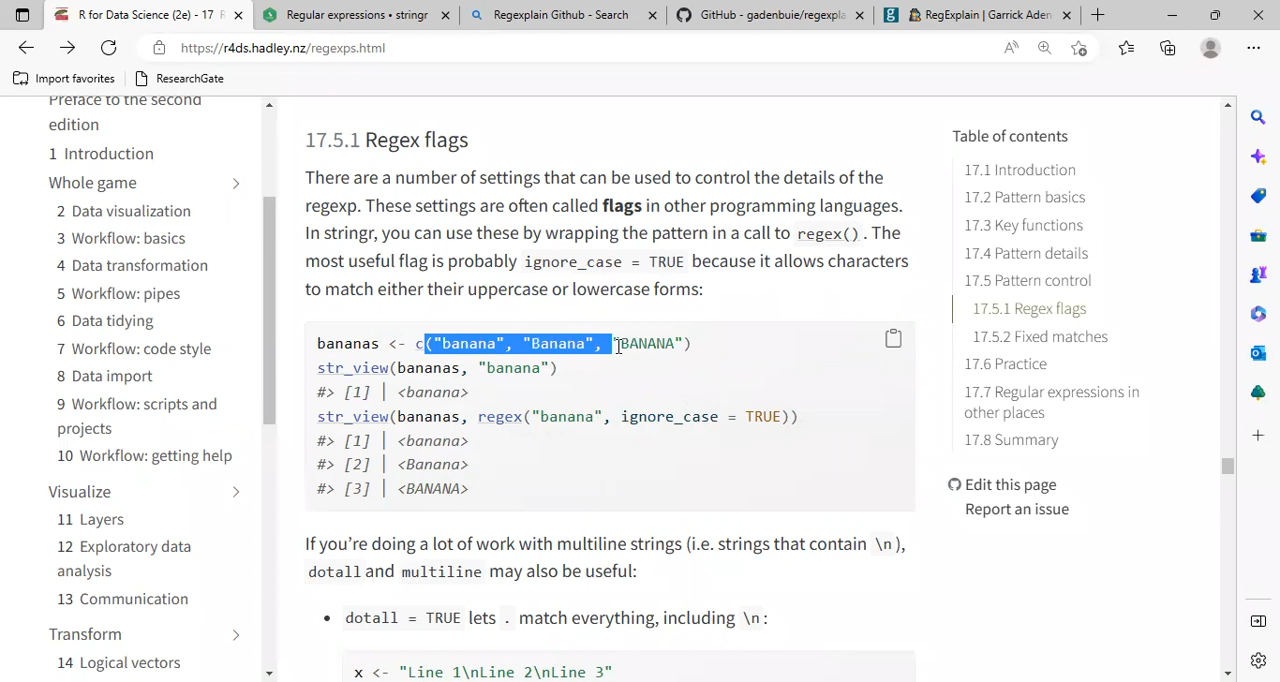 R for Data Science (2e) - 17
Regular expressions • stringr
Regexplain Github - Search
GitHub - gadenbuie/regexpla
RegExplain | Garrick Aden
https://r4ds.hadley.nz/regexps.html
Import favorites
ResearchGate
Preface to the second
edition
1 Introduction
Whole game
2 Data visualization
3 Workflow: basics
4 Data transformation
5 Workflow: pipes
6 Data tidying
7 Workflow: code style
8 Data import
9 Workflow: scripts and
projects
10 Workflow: getting help
Visualize
11 Layers
12 Exploratory data
analysis
13 Communication
Transform
14 Logical vectors
17.5.1 Regex flags
There are a number of settings that can be used to control the details of the
regexp. These settings are often called flags in other programming languages.
In stringr, you can use these by wrapping the pattern in a call to regex(). The
most useful flag is probably ignore_case = TRUE because it allows characters
to match either their uppercase or lowercase forms:
bananas <- c("banana", "Banana", "BANANA")
str_view(bananas, "banana")
#> [1] │ <banana>
str_view(bananas, regex("banana", ignore_case = TRUE))
#> [1] │ <banana>
#> [2] │ <Banana>
#> [3] │ <BANANA>
If you're doing a lot of work with multiline strings (i.e. strings that contain \n),
dotall and multiline may also be useful:
• dotall = TRUE lets . match everything, including \n:
x <- "Line 1\nLine 2\nLine 3"
Table of contents
17.1 Introduction
17.2 Pattern basics
17.3 Key functions
17.4 Pattern details
17.5 Pattern control
17.5.1 Regex flags
17.5.2 Fixed matches
17.6 Practice
17.7 Regular expressions in
other places
17.8 Summary
Edit this page
Report an issue